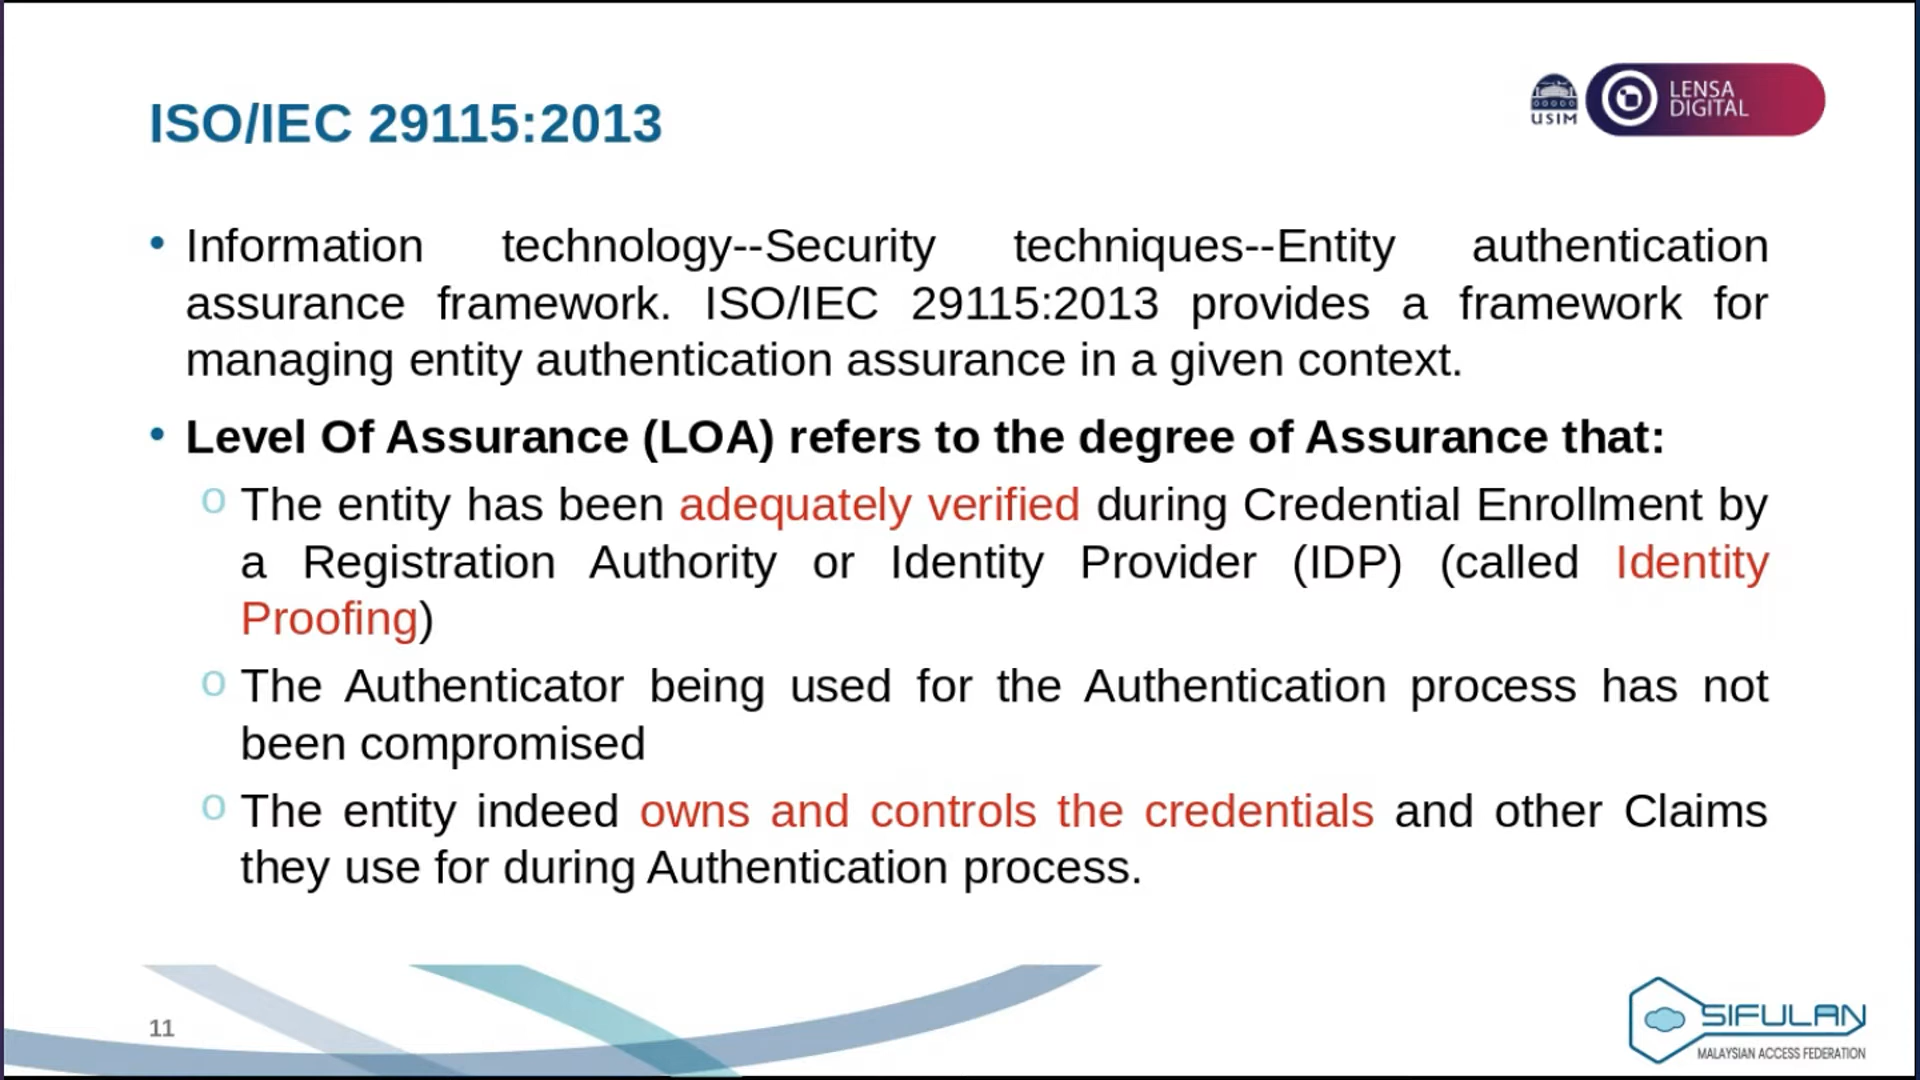 ISO/IEC 29115:2013
USIM
LENSA
DIGITAL
• Information technology--Security techniques--Entity authentication
assurance framework. ISO/IEC 29115:2013 provides a framework for
managing entity authentication assurance in a given context.
• Level Of Assurance (LOA) refers to the degree of Assurance that:
o The entity has been adequately verified during Credential Enrollment by
a Registration Authority or Identity Provider (IDP) (called Identity
Proofing)
o The Authenticator being used for the Authentication process has not
been compromised
o The entity indeed owns and controls the credentials and other Claims
they use for during Authentication process.
11
SIFULAN
MALAYSIAN ACCESS FEDERATION